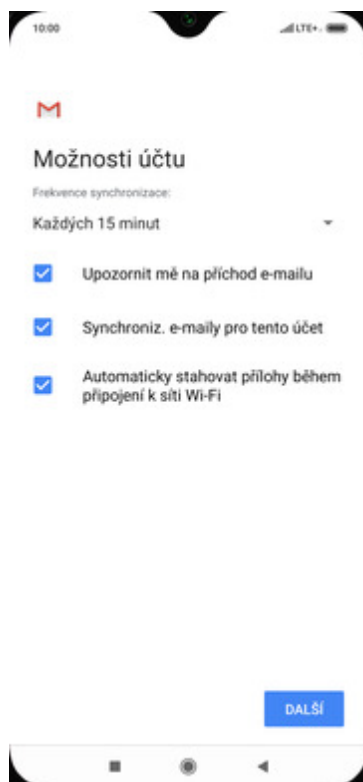 10:00 LTE+
Možnosti účtu
Frekvence synchronizace:
Každých 15 minut
Upozornit mě na příchod e-mailu
Synchroniz. e-maily pro tento účet
Automaticky stahovat přílohy během
připojení k síti Wi-Fi
DALŠÍ